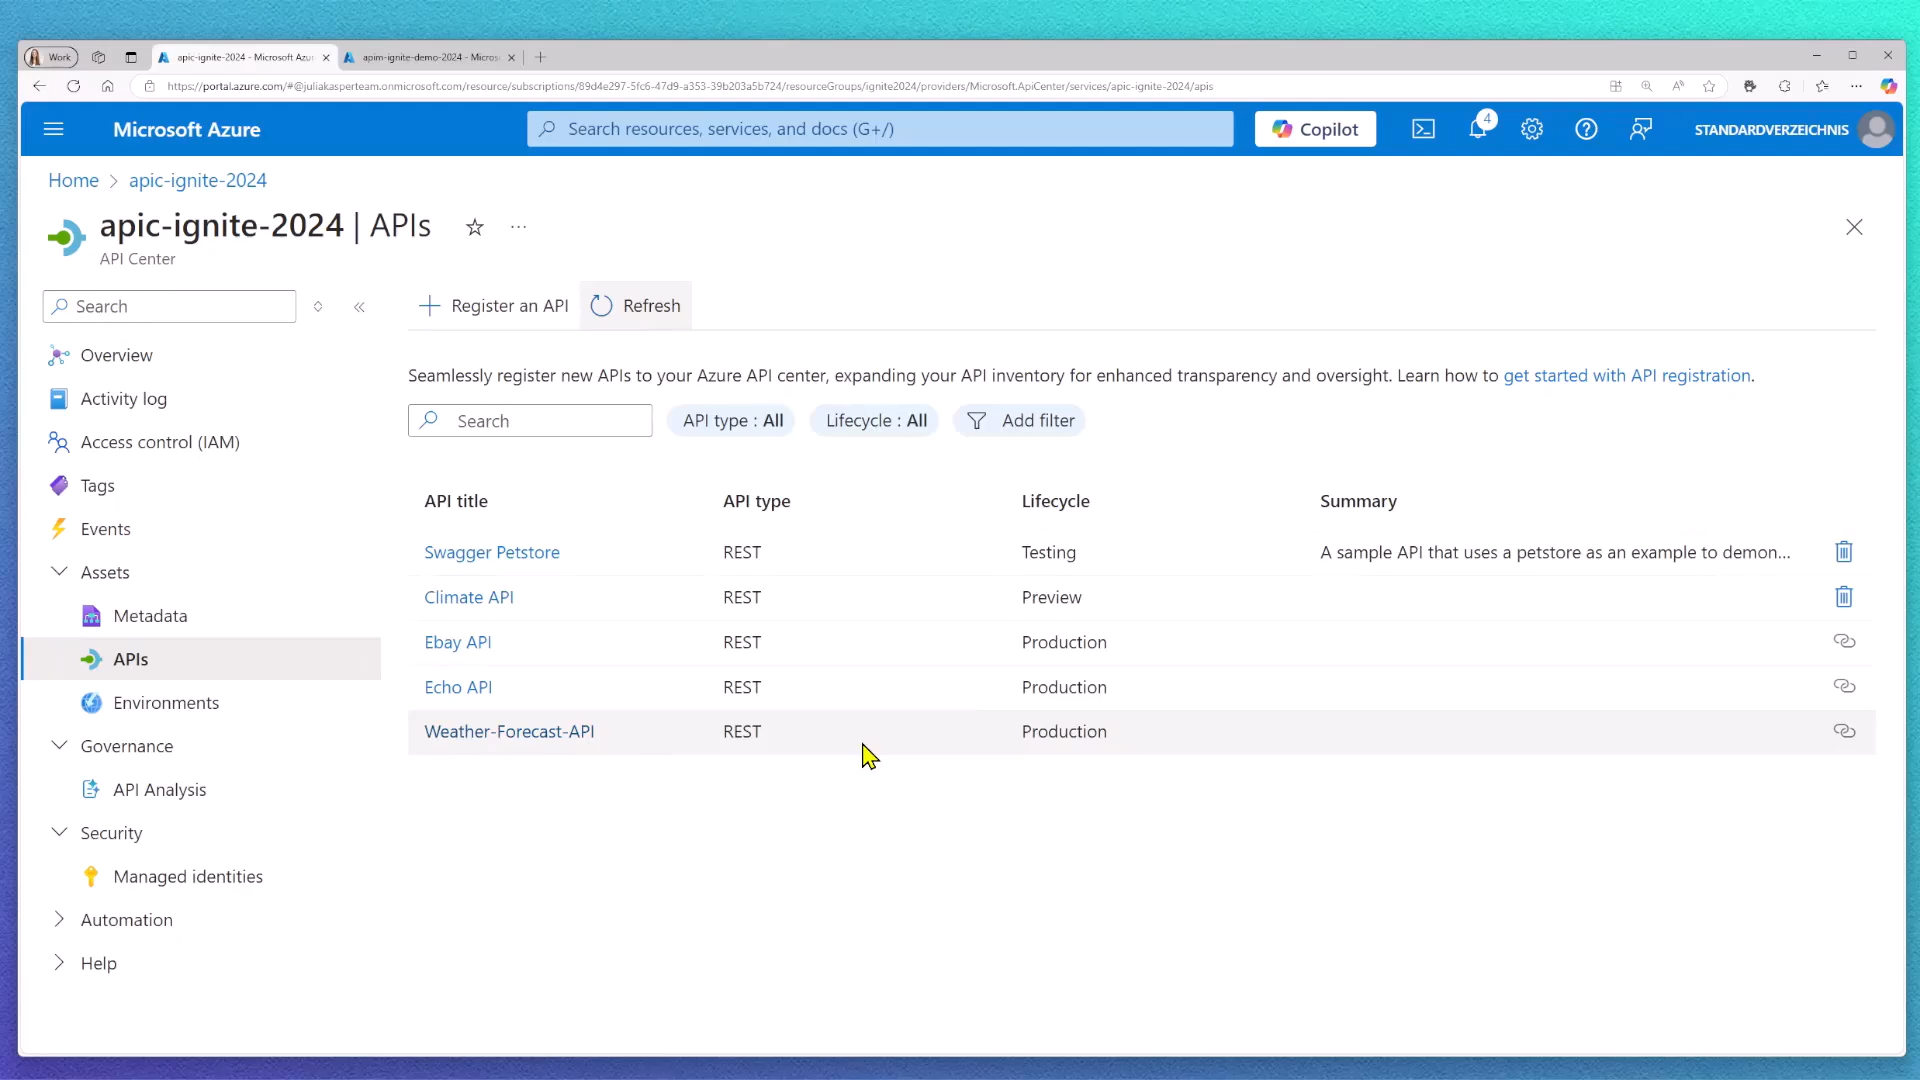 Work
apic-ignite-2024 - Microsoft Azu
apim-ignite-demo-2024 - Micros
https://portal.azure.com/#@juliakasperteam.onmicrosoft.com/resource/subscriptions/89d4e297-5fc6-47d9-a353-39b203a5b724/resourceGroups/ignite2024/providers/Microsoft.ApiCenter/services/apic-ignite-2024/apis
Microsoft Azure
Search resources, services, and docs (G+/)
Copilot
4
STANDARDVERZEICHNIS
Home > apic-ignite-2024
apic-ignite-2024 | APIs
API Center
Search
Register an API
Refresh
Overview
Activity log
Access control (IAM)
Tags
Events
Assets
Metadata
APIs
Environments
Governance
API Analysis
Security
Managed identities
Automation
Help
Seamlessly register new APIs to your Azure API center, expanding your API inventory for enhanced transparency and oversight. Learn how to get started with API registration.
Search
API type : All
Lifecycle : All
Add filter
API title API type Lifecycle Summary
Swagger Petstore REST Testing A sample API that uses a petstore as an example to demon...
Climate API REST Preview
Ebay API REST Production
Echo API REST Production
Weather-Forecast-API REST Production